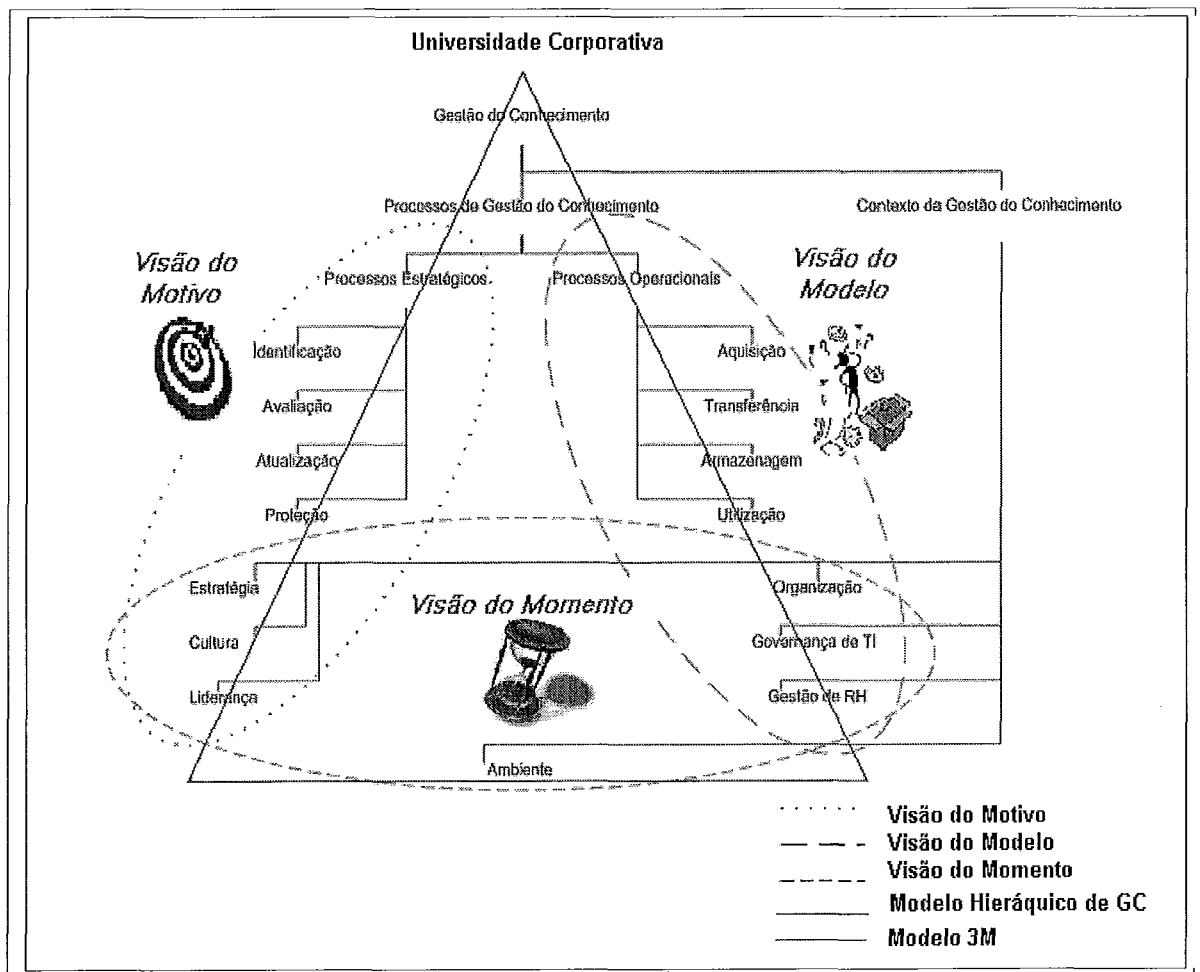 Universidade Corporativa
Gestão do Conhecimento
Processos de Gestão do Conhecimento
Contexto da Gestão do Conhecimento
Visão do
Motivo
Processos Estratégicos
Processos Operacionais
Visão do
Modelo
Identificação
Avaliação
Atualização
Proteção
Aquisição
Transferência
Armazenagem
Utilização
Estratégia
Cultura
Liderança
Visão do Momento
Organização
Governança de TI
Gestão de RH
Ambiente
Visão do Motivo
Visão do Modelo
Visão do Momento
Modelo Hieráquico de GC
Modelo 3M